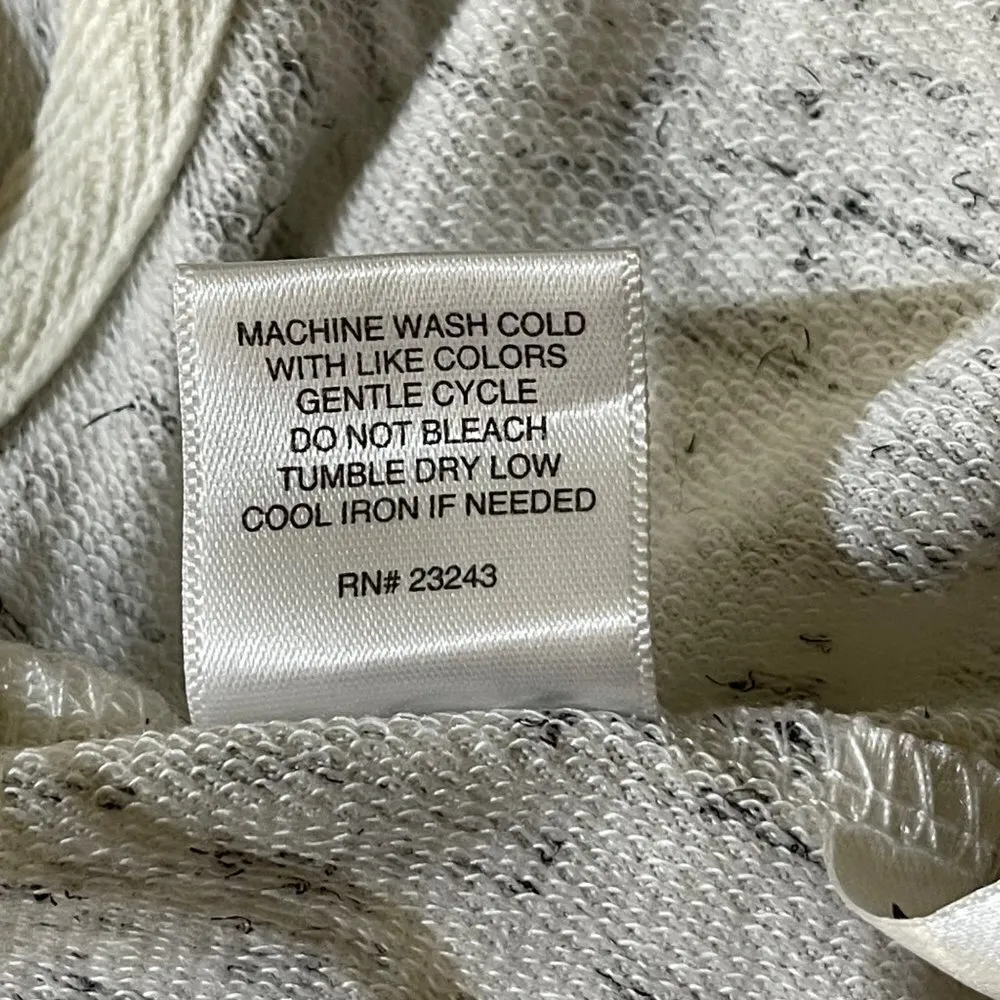 MACHINE WASH COLD
WITH LIKE COLORS
GENTLE CYCLE
DO NOT BLEACH
TUMBLE DRY LOW
COOL IRON IF NEEDED
RN# 23243